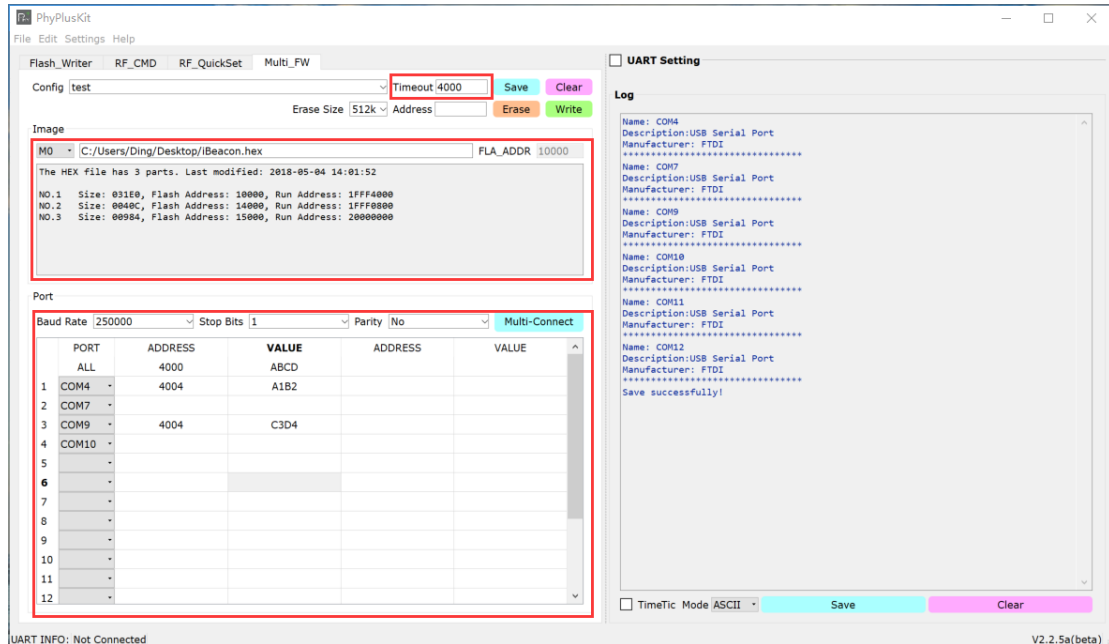 PhyPlusKit
File Edit Settings Help
Flash_Writer RF_CMD RF_QuickSet Multi_FW
Config test Timeout 4000 Save Clear
Erase Size 512k Address Erase Write
Image
M0 C:/Users/Ding/Desktop/iBeacon.hex FLA_ADDR 10000
The HEX file has 3 parts. Last modified: 2018-05-04 14:01:52
NO.1 Size: 031E0, Flash Address: 10000, Run Address: 1FFF4000
NO.2 Size: 0040C, Flash Address: 14000, Run Address: 1FFF0800
NO.3 Size: 00984, Flash Address: 15000, Run Address: 20000000
Port
Baud Rate 250000 Stop Bits 1 Parity No Multi-Connect
PORT ADDRESS VALUE ADDRESS VALUE
ALL 4000 ABCD
1 COM4 4004 A1B2
2 COM7
3 COM9 4004 C3D4
4 COM10
5
6
7
8
9
10
11
12
UART INFO: Not Connected
UART Setting
Log
Name: COM4
Description:USB Serial Port
Manufacturer: FTDI
********************************
Name: COM7
Description:USB Serial Port
Manufacturer: FTDI
********************************
Name: COM9
Description:USB Serial Port
Manufacturer: FTDI
********************************
Name: COM10
Description:USB Serial Port
Manufacturer: FTDI
********************************
Name: COM11
Description:USB Serial Port
Manufacturer: FTDI
********************************
Name: COM12
Description:USB Serial Port
Manufacturer: FTDI
********************************
Save successfully!
TimeTic Mode ASCII Save Clear
V2.2.5a(beta)